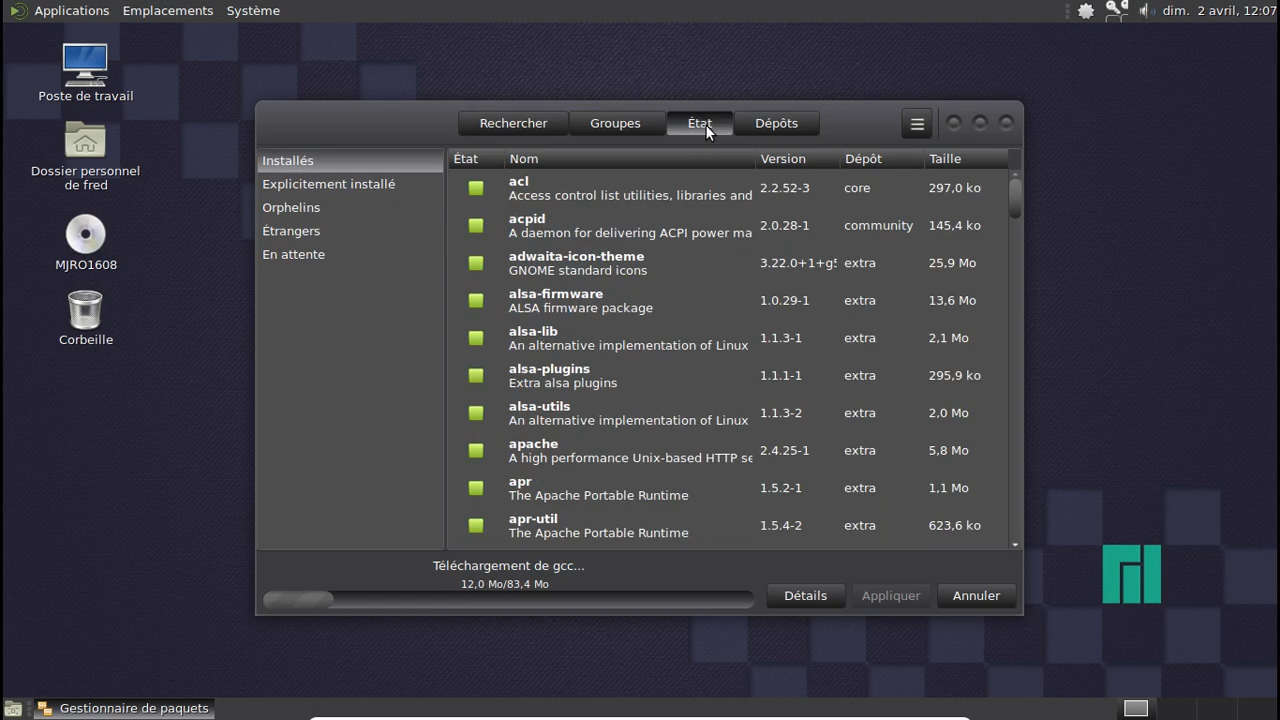 Applications Emplacements Système dim. 2 avril, 12:07
Poste de travail
Dossier personnel
de fred
MJRO1608
Corbeille
Rechercher Groupes État Dépôts
Installés
Explicitement installé
Orphelins
Étrangers
En attente
État Nom Version Dépôt Taille
acl
Access control list utilities, libraries and 2.2.52-3 core 297,0 ko
acpid
A daemon for delivering ACPI power ma 2.0.28-1 community 145,4 ko
adwaita-icon-theme
GNOME standard icons 3.22.0+1+g5 extra 25,9 Mo
alsa-firmware
ALSA firmware package 1.0.29-1 extra 13,6 Mo
alsa-lib
An alternative implementation of Linux 1.1.3-1 extra 2,1 Mo
alsa-plugins
Extra alsa plugins 1.1.1-1 extra 295,9 ko
alsa-utils
An alternative implementation of Linux 1.1.3-2 extra 2,0 Mo
apache
A high performance Unix-based HTTP se 2.4.25-1 extra 5,8 Mo
apr
The Apache Portable Runtime 1.5.2-1 extra 1,1 Mo
apr-util
The Apache Portable Runtime 1.5.4-2 extra 623,6 ko
Téléchargement de gcc...
12,0 Mo/83,4 Mo
Détails Appliquer Annuler
Gestionnaire de paquets